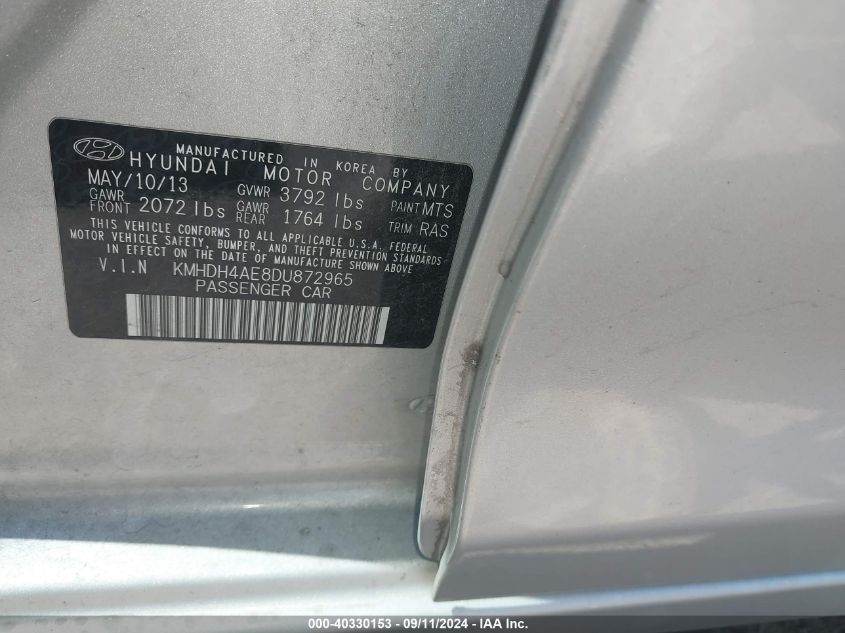 MANUFACTURED IN KOREA BY
HYUNDAI MOTOR COMPANY
MAY/10/13 GVWR 3792 lbs PAINT MTS
GAWR FRONT 2072 lbs GAWR REAR 1764 lbs TRIM RAS
THIS VEHICLE CONFORMS TO ALL APPLICABLE U.S.A. FEDERAL
MOTOR VEHICLE SAFETY, BUMPER, AND THEFT PREVENTION STANDARDS
IN EFFECT ON THE DATE OF MANUFACTURE SHOWN ABOVE
V.I.N KMHDH4AE8DU872965
PASSENGER CAR
000-40330153 - 09/11/2024 - IAA Inc.